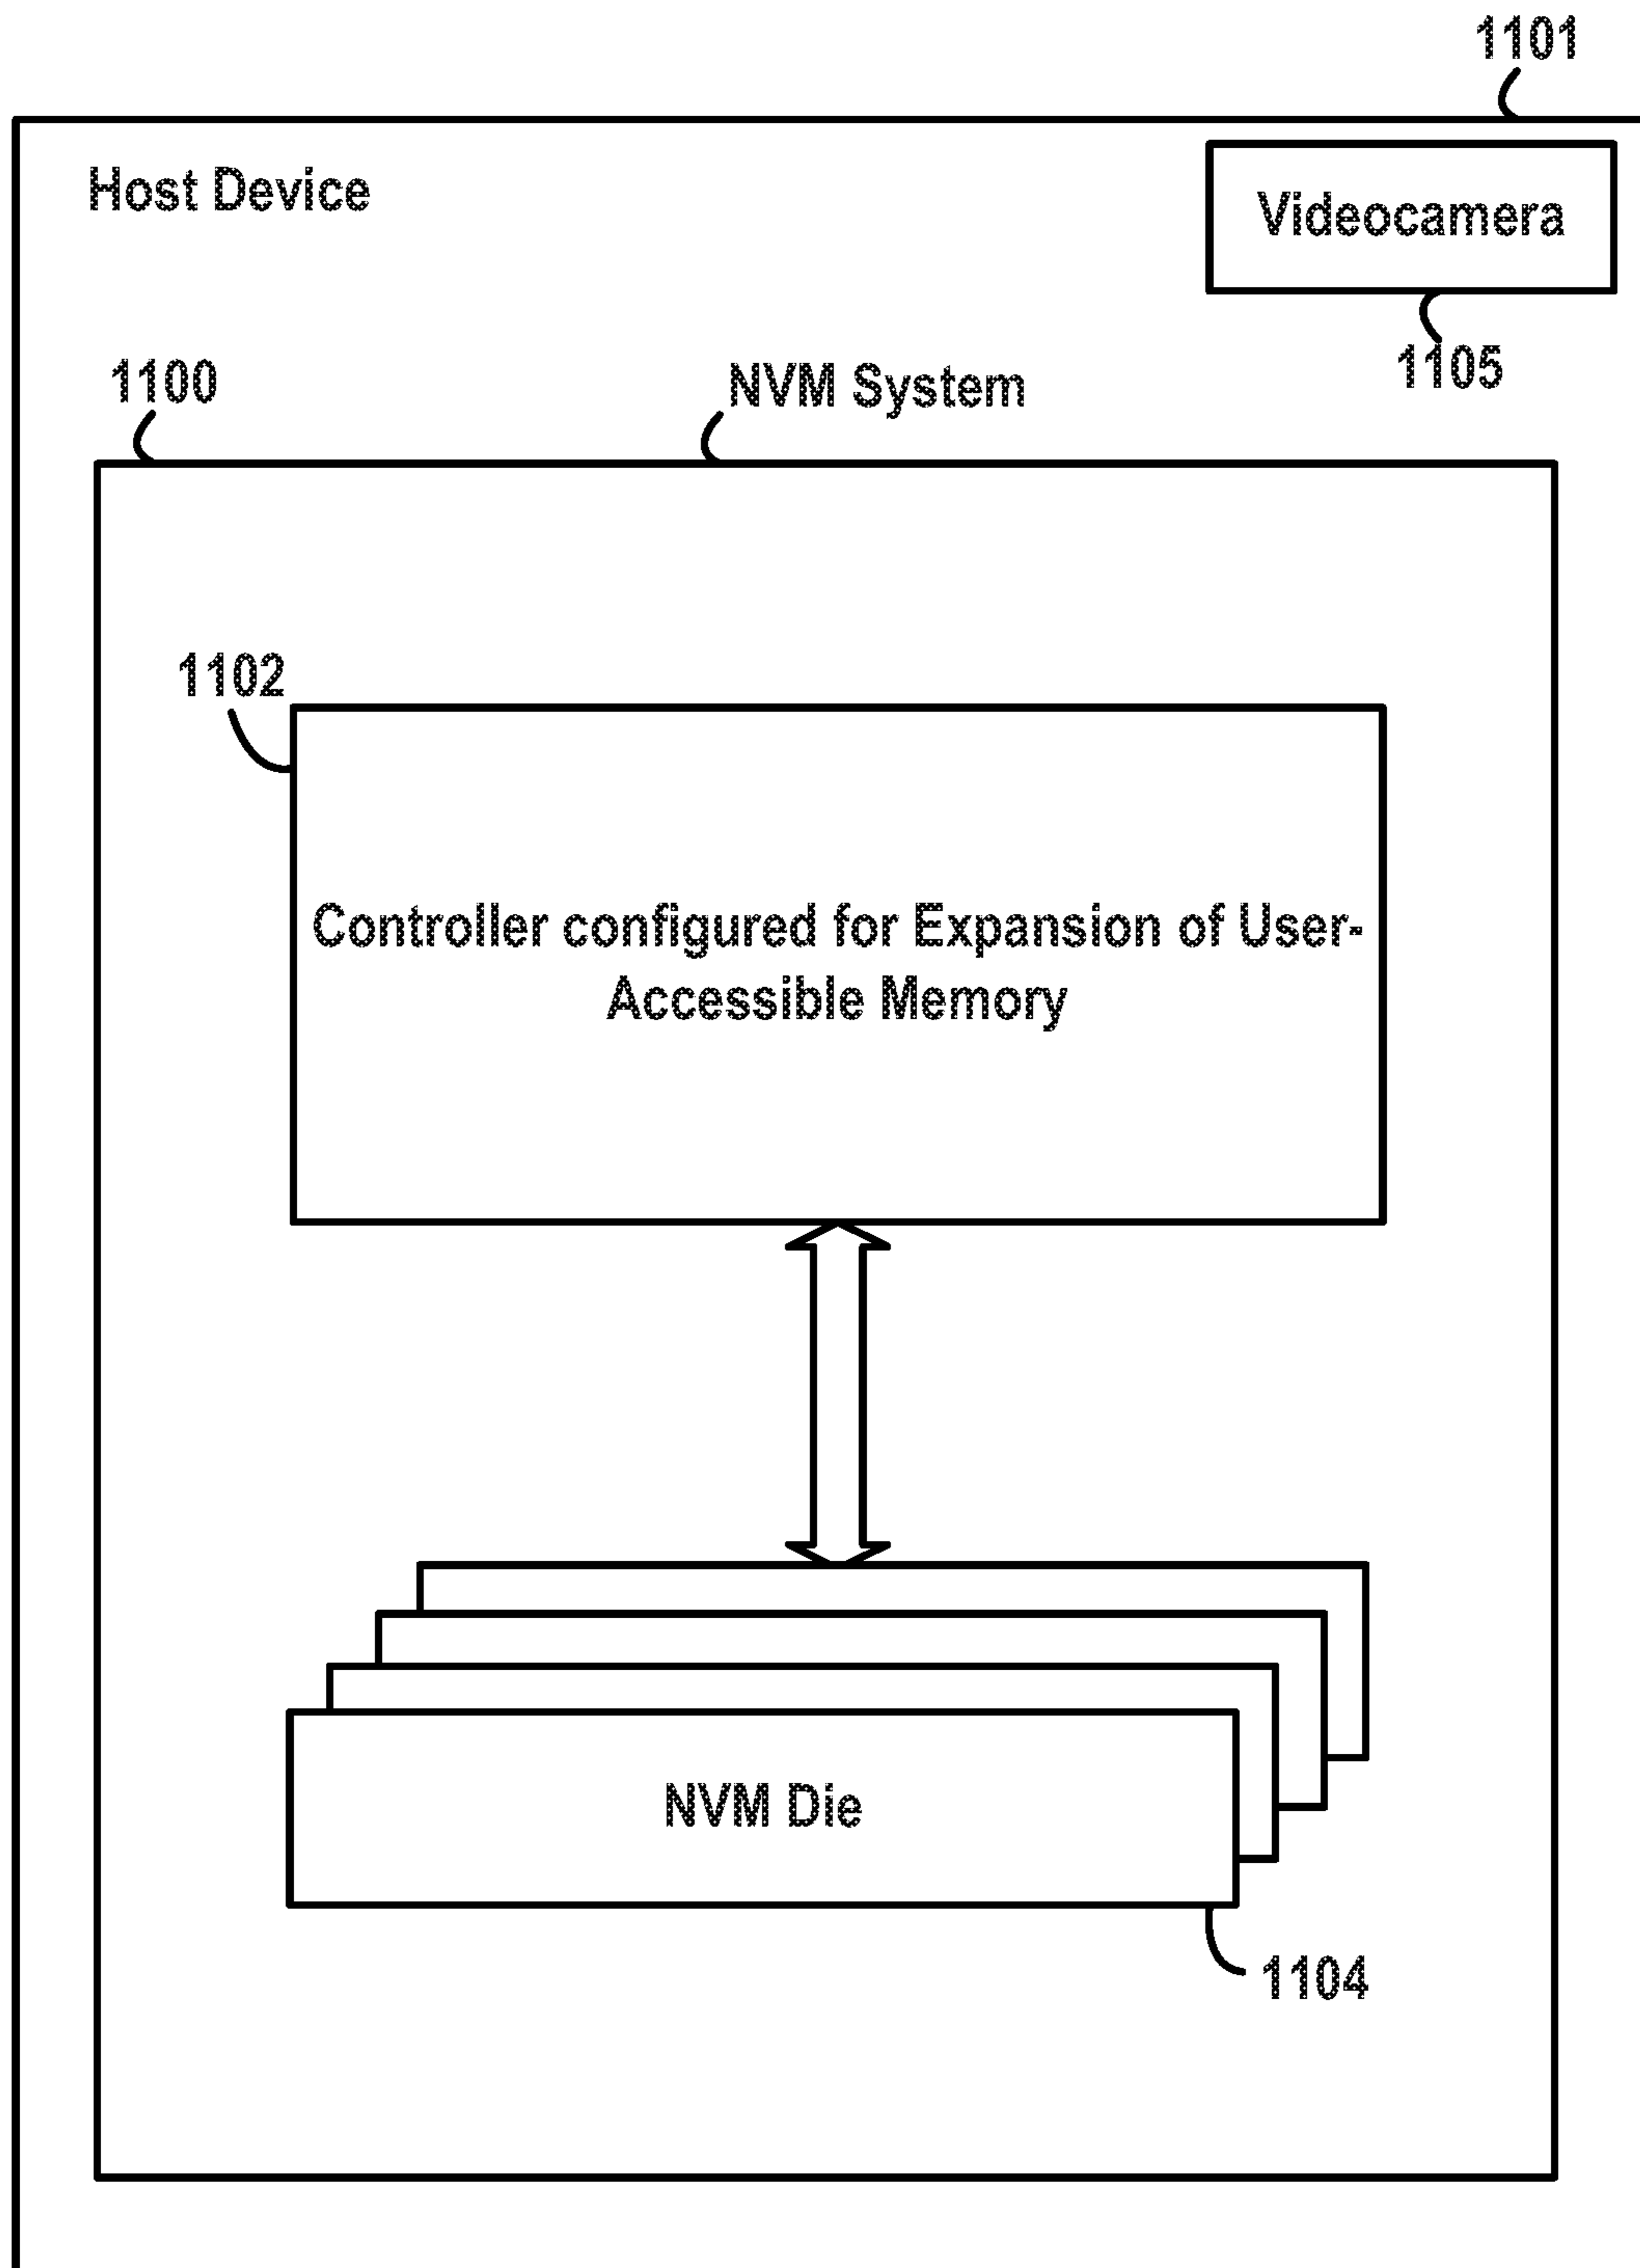 1101
Host Device
Videocamera
1105
1100
NVM System
1102
Controller configured for Expansion of User-
Accessible Memory
NVM Die
1104